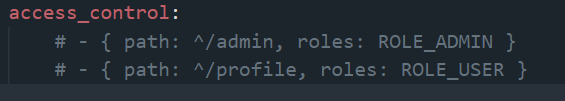 access_control:
# - { path: ^/admin, roles: ROLE_ADMIN }
# - { path: ^/profile, roles: ROLE_USER }